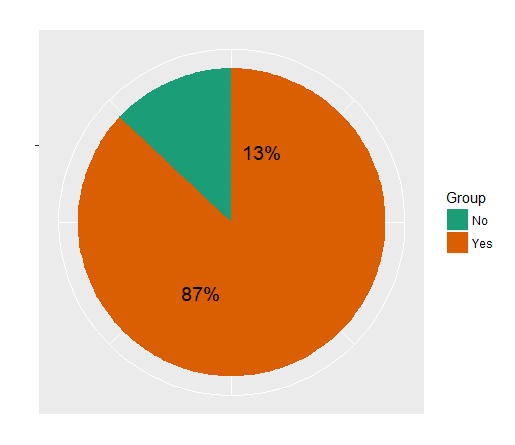 13%
87%
Group
No
Yes